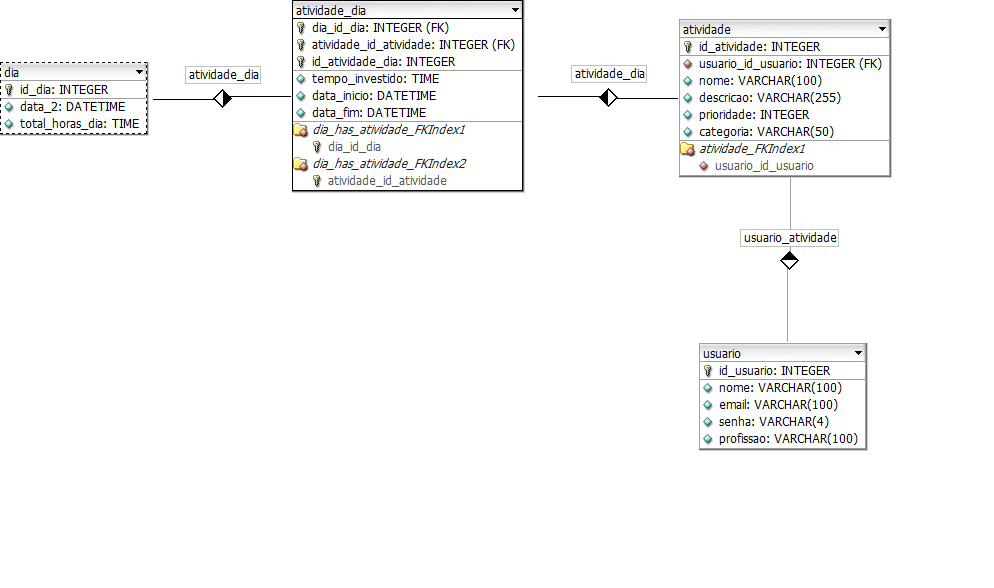 dia
id_dia: INTEGER
data_2: DATETIME
total_horas_dia: TIME
atividade_dia
atividade_dia
dia_id_dia: INTEGER (FK)
atividade_id_atividade: INTEGER (FK)
id_atividade_dia: INTEGER
tempo_investido: TIME
data_inicio: DATETIME
data_fim: DATETIME
dia_has_atividade_FKIndex1
dia_id_dia
dia_has_atividade_FKIndex2
atividade_id_atividade
atividade_dia
atividade
id_atividade: INTEGER
usuario_id_usuario: INTEGER (FK)
nome: VARCHAR(100)
descricao: VARCHAR(255)
prioridade: INTEGER
categoria: VARCHAR(50)
atividade_FKIndex1
usuario_id_usuario
usuario_atividade
usuario
id_usuario: INTEGER
nome: VARCHAR(100)
email: VARCHAR(100)
senha: VARCHAR(4)
profissao: VARCHAR(100)